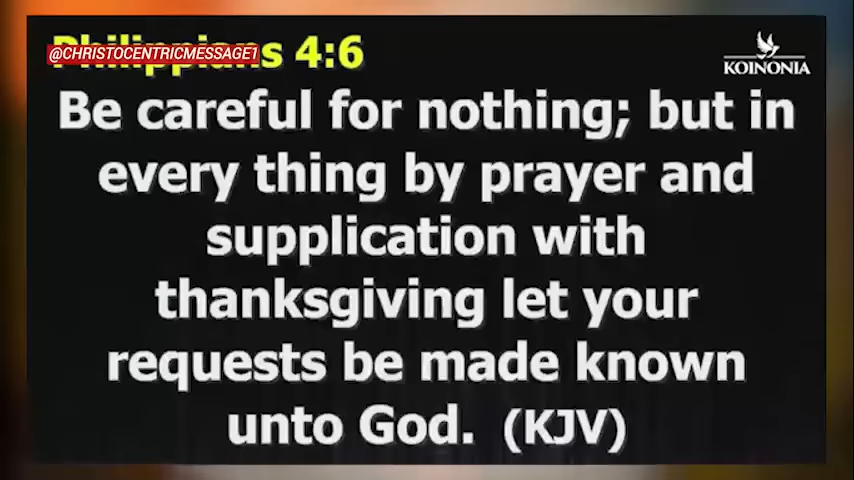 @CHRISTOCENTRICMESSAGE1
Philippians 4:6
KOINONIA
Be careful for nothing; but in
every thing by prayer and
supplication with
thanksgiving let your
requests be made known
unto God. (KJV)